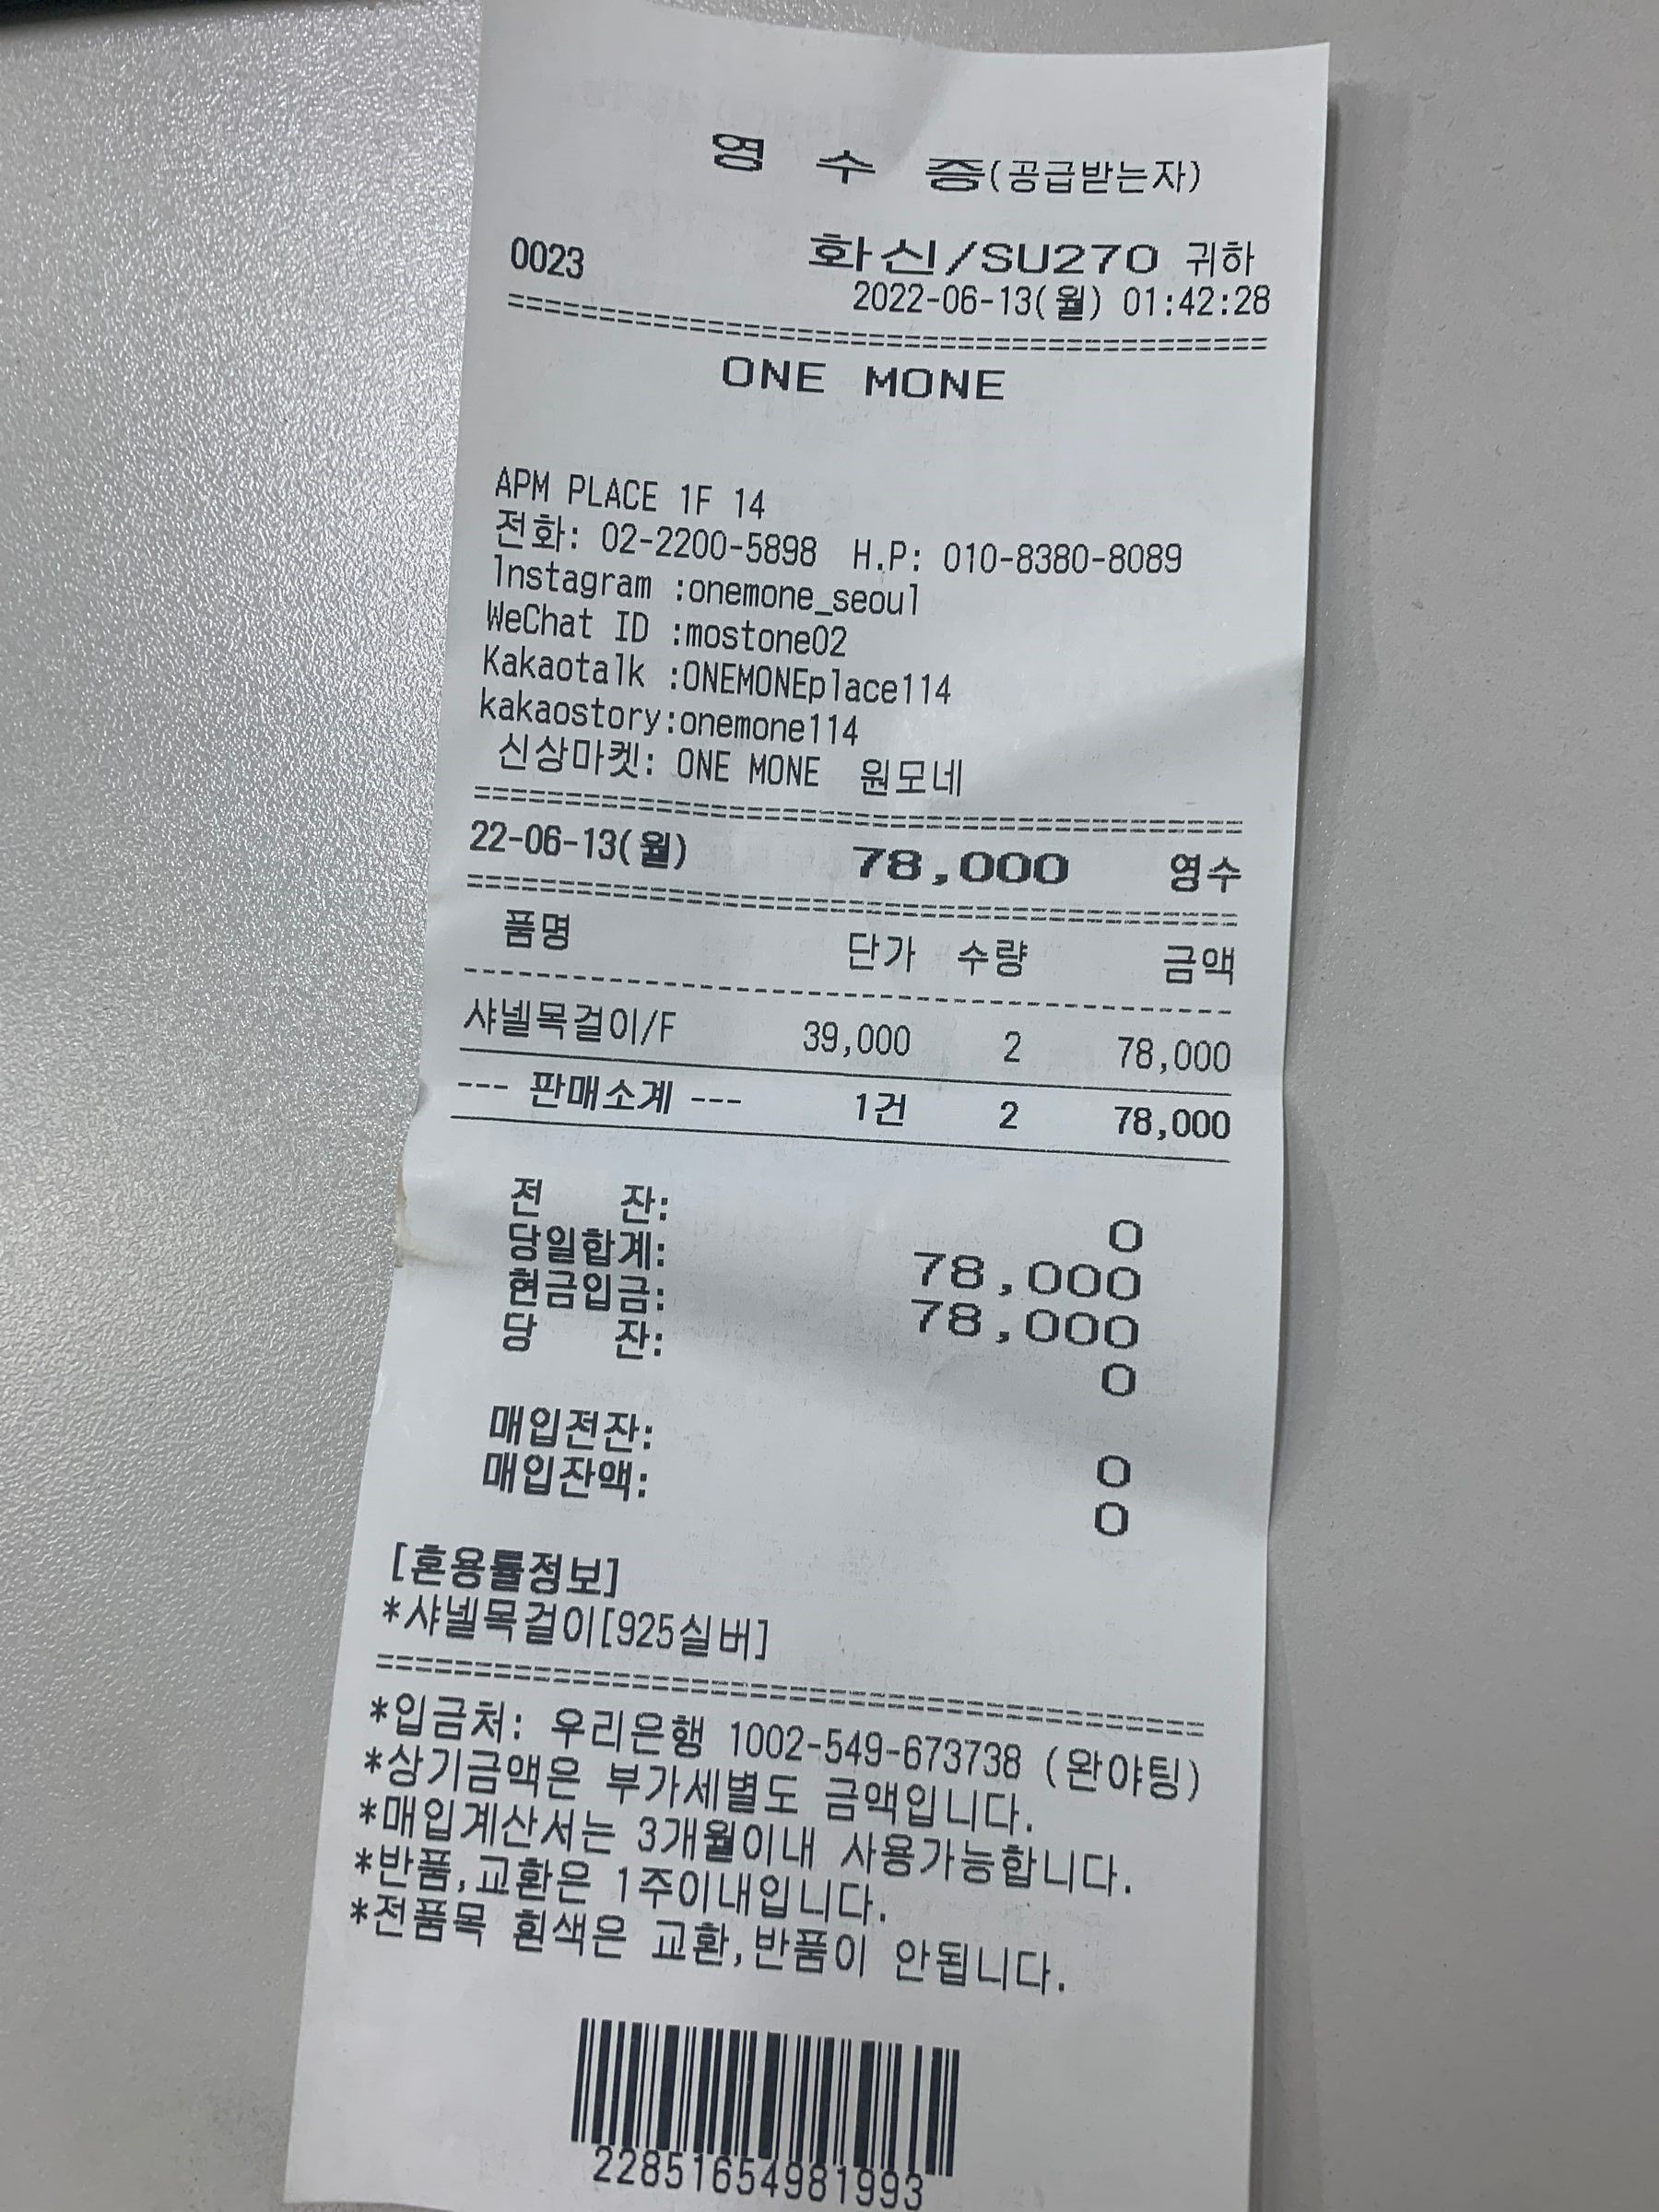 영 수 증(공급받는자)
0023 화신/SU270 귀하
2022-06-13(월) 01:42:28
==========================================
ONE MONE
APM PLACE 1F 14
전화: 02-2200-5898 H.P: 010-8380-8089
Instagram :onemone_seoul
WeChat ID :mostone02
Kakaotalk :ONEMONEplace114
kakaostory:onemone114
신상마켓: ONE MONE 원모네
==========================================
22-06-13(월) 78,000 영수
==========================================
품명 단가 수량 금액
------------------------------------------
샤넬목걸이/F 39,000 2 78,000
--- 판매소계 --- 1건 2 78,000
전 잔: 0
당일합계: 78,000
현금입금: 78,000
당 잔: 0
매입전잔: 0
매입잔액: 0
[혼용률정보]
*샤넬목걸이[925실버]
==========================================
*입금처: 우리은행 1002-549-673738 (완야팅)
*상기금액은 부가세별도 금액입니다.
*매입계산서는 3개월이내 사용가능합니다.
*반품,교환은 1주이내입니다.
*전품목 흰색은 교환,반품이 안됩니다.
22851654981993